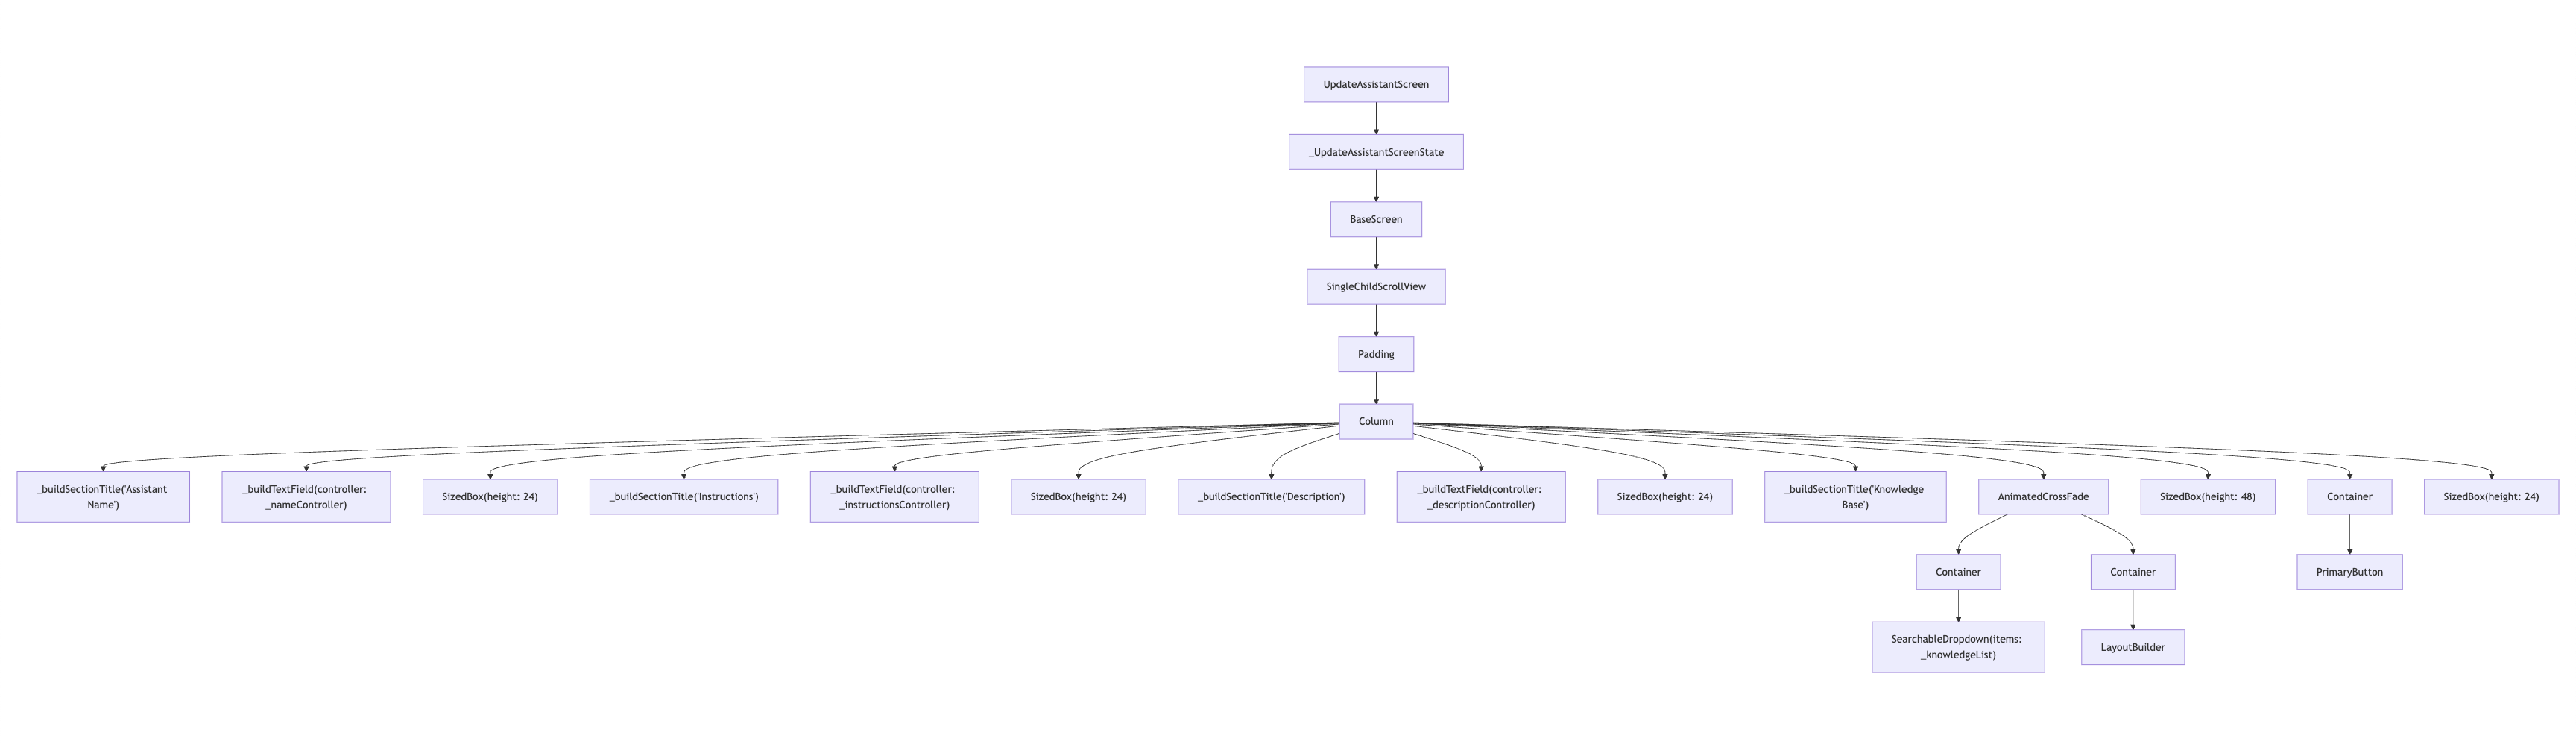 UpdateAssistantScreen
_UpdateAssistantScreenState
BaseScreen
SingleChildScrollView
Padding
Column
_buildSectionTitle('Assistant
Name')
_buildTextField(controller:
_nameController)
SizedBox(height: 24)
_buildSectionTitle('Instructions')
_buildTextField(controller:
_instructionsController)
SizedBox(height: 24)
_buildSectionTitle('Description')
_buildTextField(controller:
_descriptionController)
SizedBox(height: 24)
_buildSectionTitle('Knowledge
Base')
AnimatedCrossFade
SizedBox(height: 48)
Container
SizedBox(height: 24)
Container
Container
PrimaryButton
SearchableDropdown(items:
_knowledgeList)
LayoutBuilder